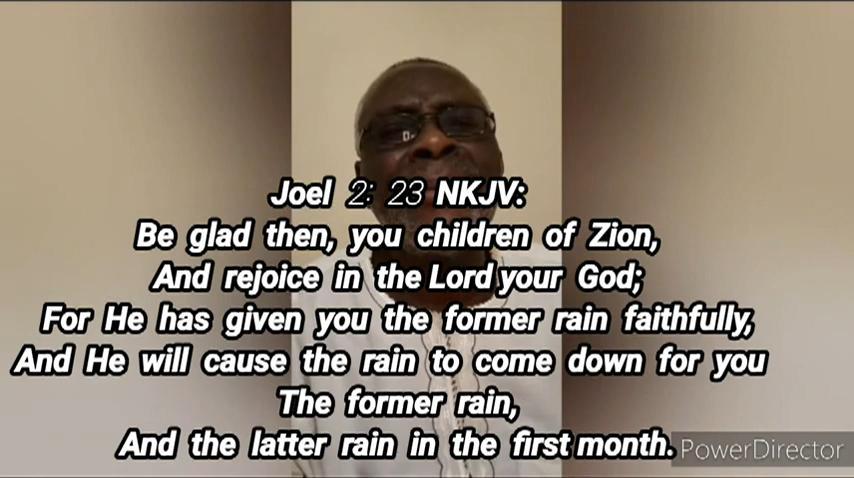 Joel 2: 23 NKJV:
Be glad then, you children of Zion,
And rejoice in the Lord your God;
For He has given you the former rain faithfully,
And He will cause the rain to come down for you
The former rain,
And the latter rain in the first month.
PowerDirector